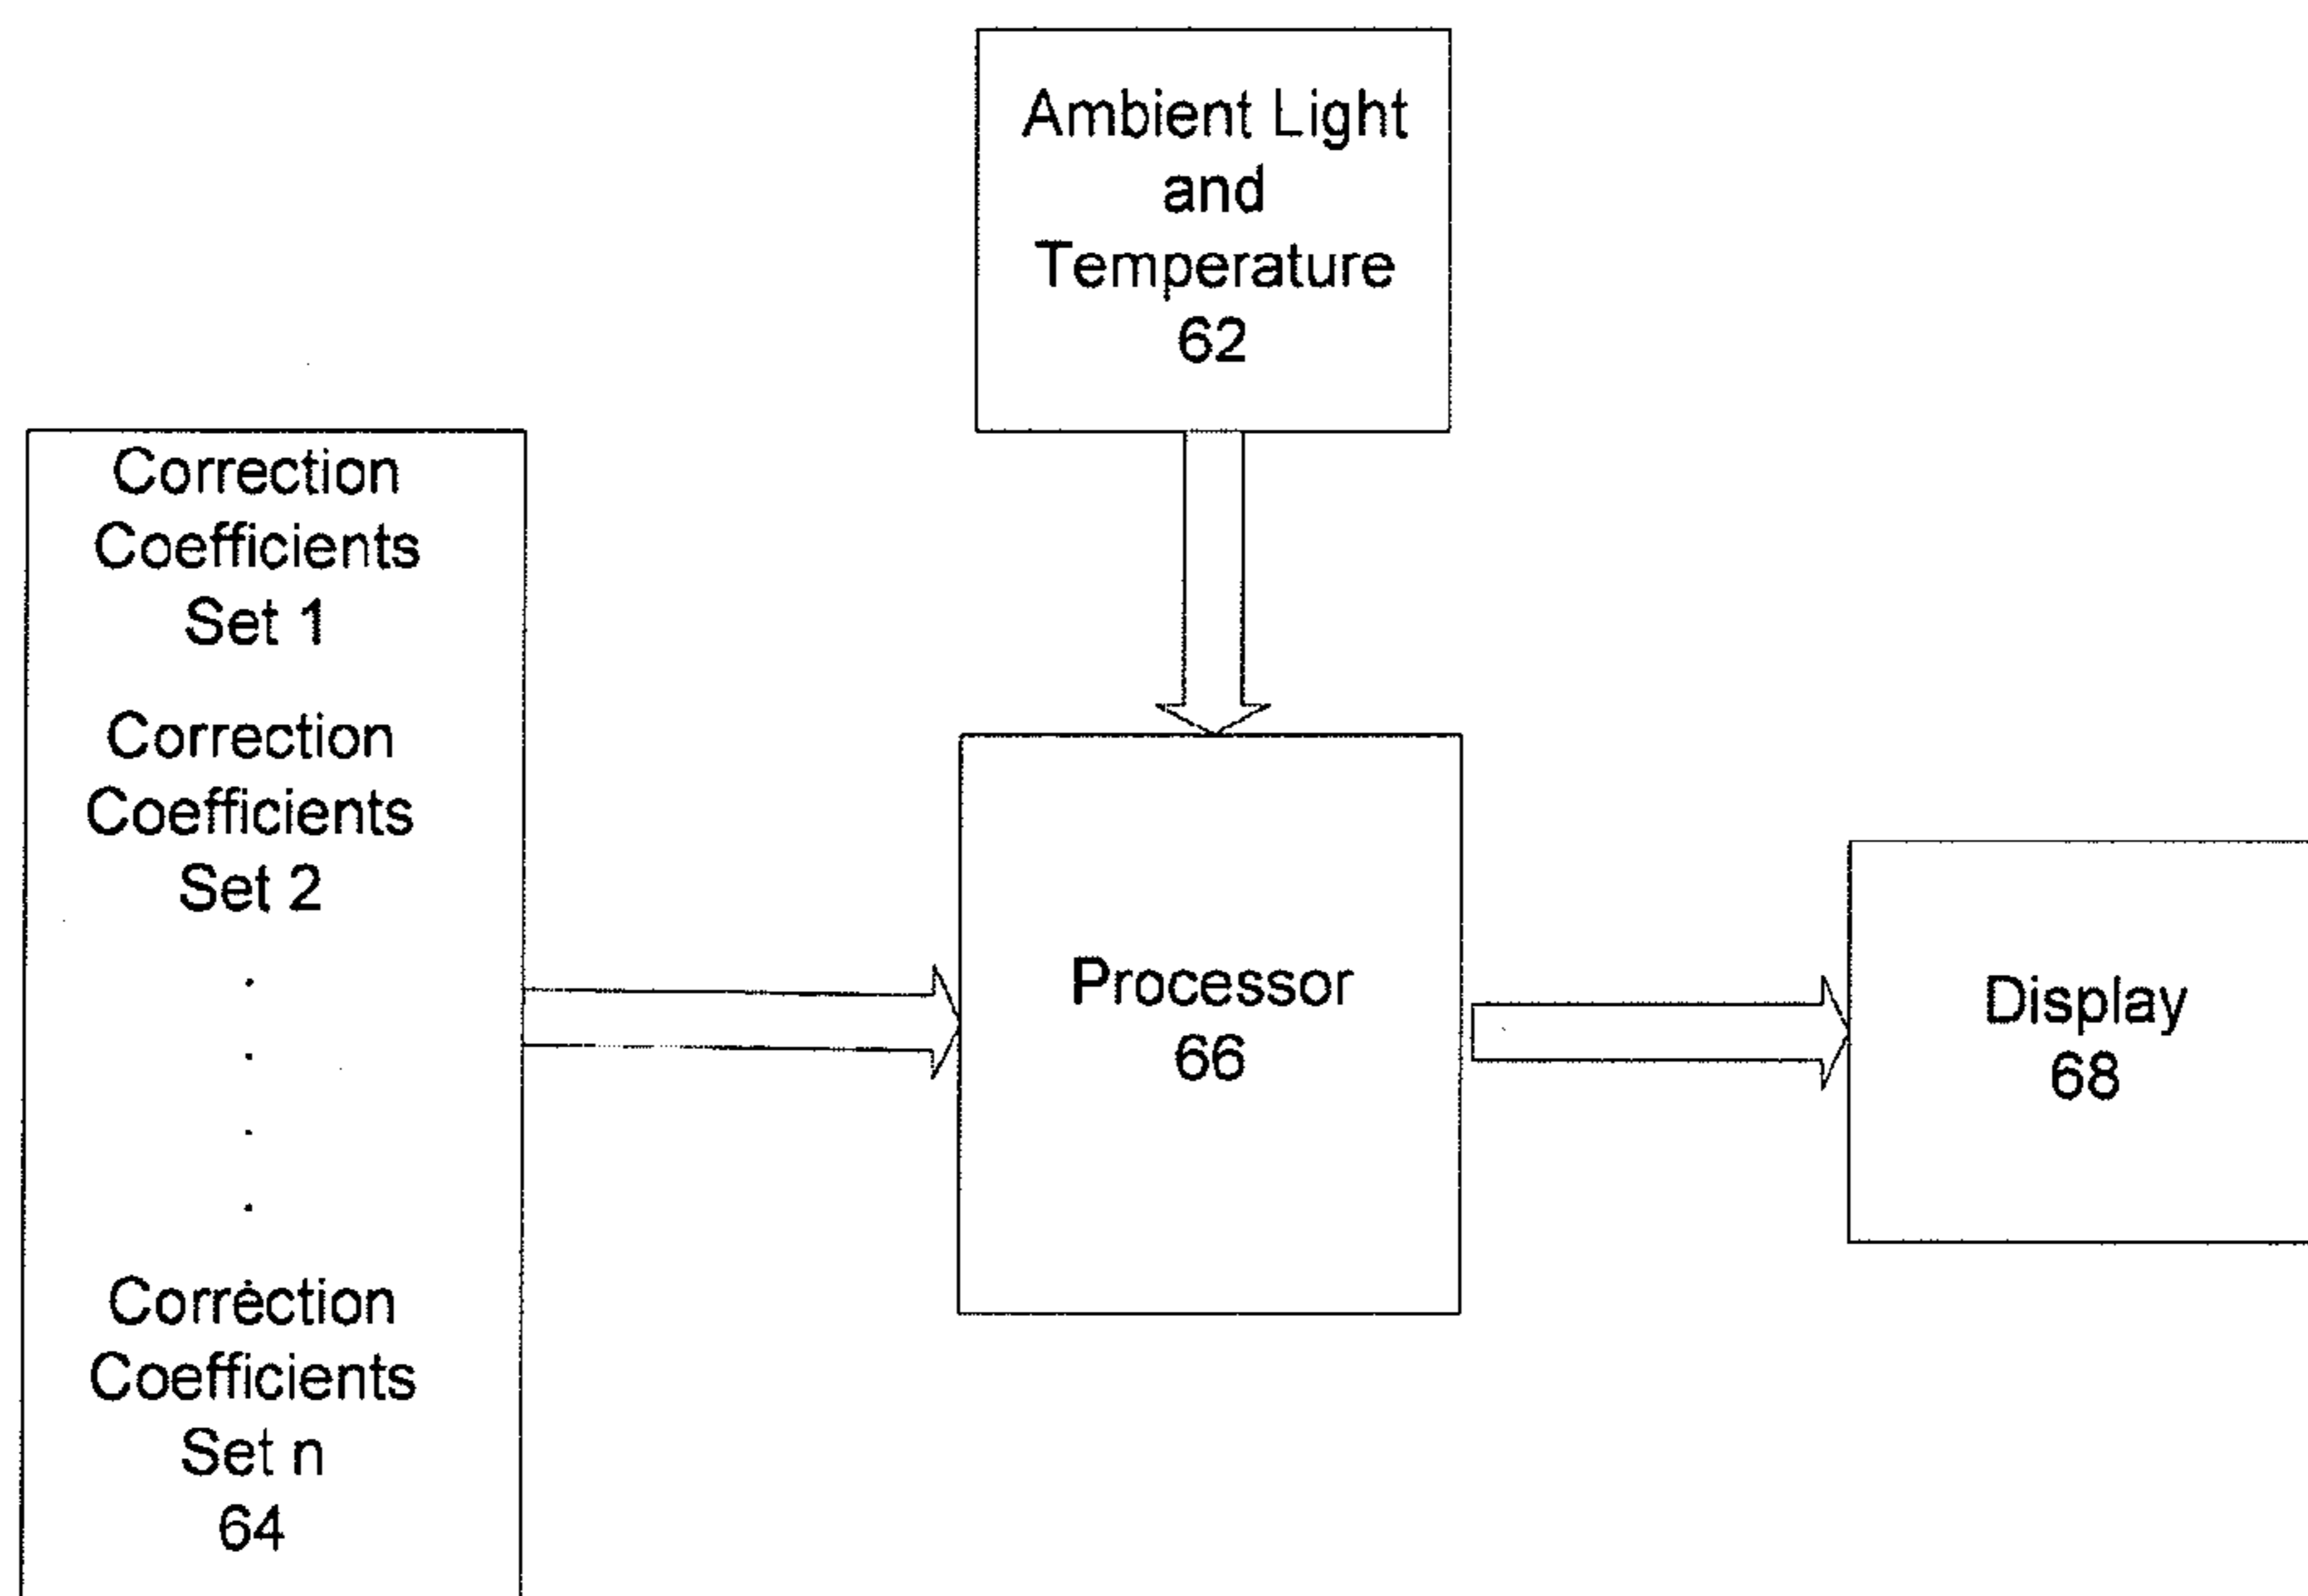 Ambient Light
and
Temperature
62
Correction
Coefficients
Set 1
Correction
Coefficients
Set 2
.
.
.
.
.
Correction
Coefficients
Set n
64
Processor
66
Display
68